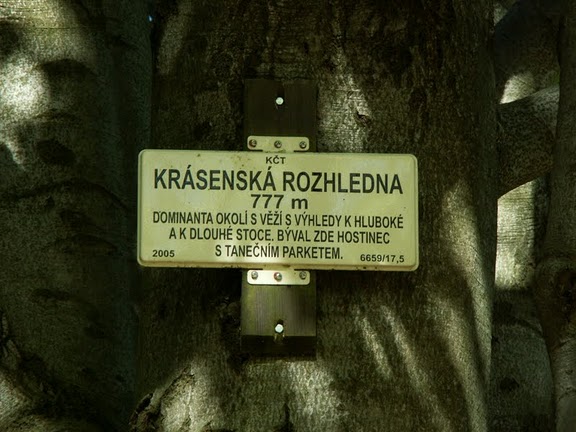 KČT
KRÁSENSKÁ ROZHLEDNA
777 m
DOMINANTA OKOLÍ S VĚŽÍ S VÝHLEDY K HLUBOKÉ
A K DLOUHÉ STOCE. BÝVAL ZDE HOSTINEC
S TANEČNÍM PARKETEM.
2005 6659/17,5